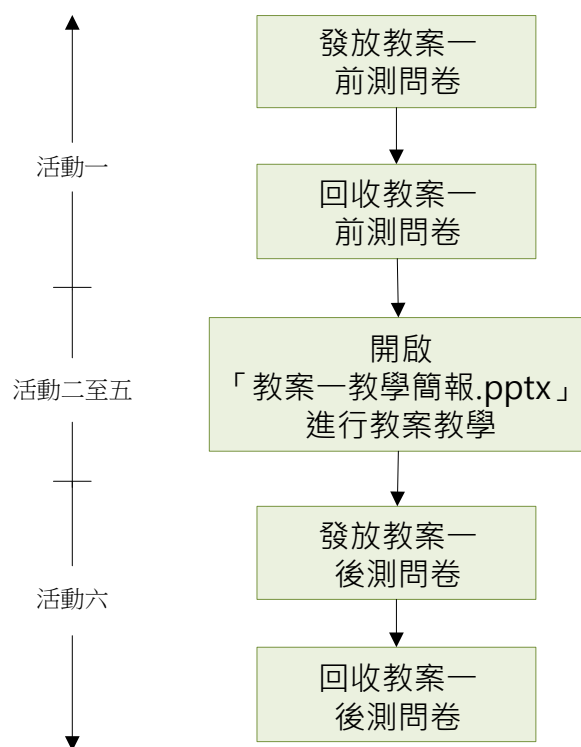 發放教案一
前測問卷
活動一
回收教案一
前測問卷
開啟
「教案一教學簡報.pptx」
進行教案教學
活動二至五
發放教案一
後測問卷
活動六
回收教案一
後測問卷